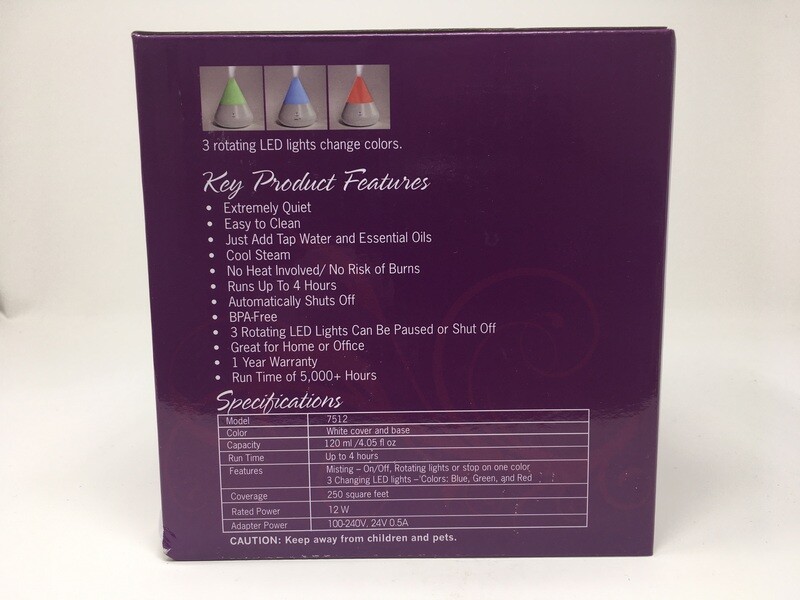 3 rotating LED lights change colors.
Key Product Features
• Extremely Quiet
• Easy to Clean
• Just Add Tap Water and Essential Oils
• Cool Steam
• No Heat Involved/ No Risk of Burns
• Runs Up To 4 Hours
• Automatically Shuts Off
• BPA-Free
• 3 Rotating LED Lights Can Be Paused or Shut Off
• Great for Home or Office
• 1 Year Warranty
• Run Time of 5,000+ Hours
Specifications
Model 7512
Color White cover and base
Capacity 120 ml /4.05 fl oz
Run Time Up to 4 hours
Features Misting – On/Off, Rotating lights or stop on one color
3 Changing LED lights – Colors: Blue, Green, and Red
Coverage 250 square feet
Rated Power 12 W
Adapter Power 100-240V, 24V 0.5A
CAUTION: Keep away from children and pets.